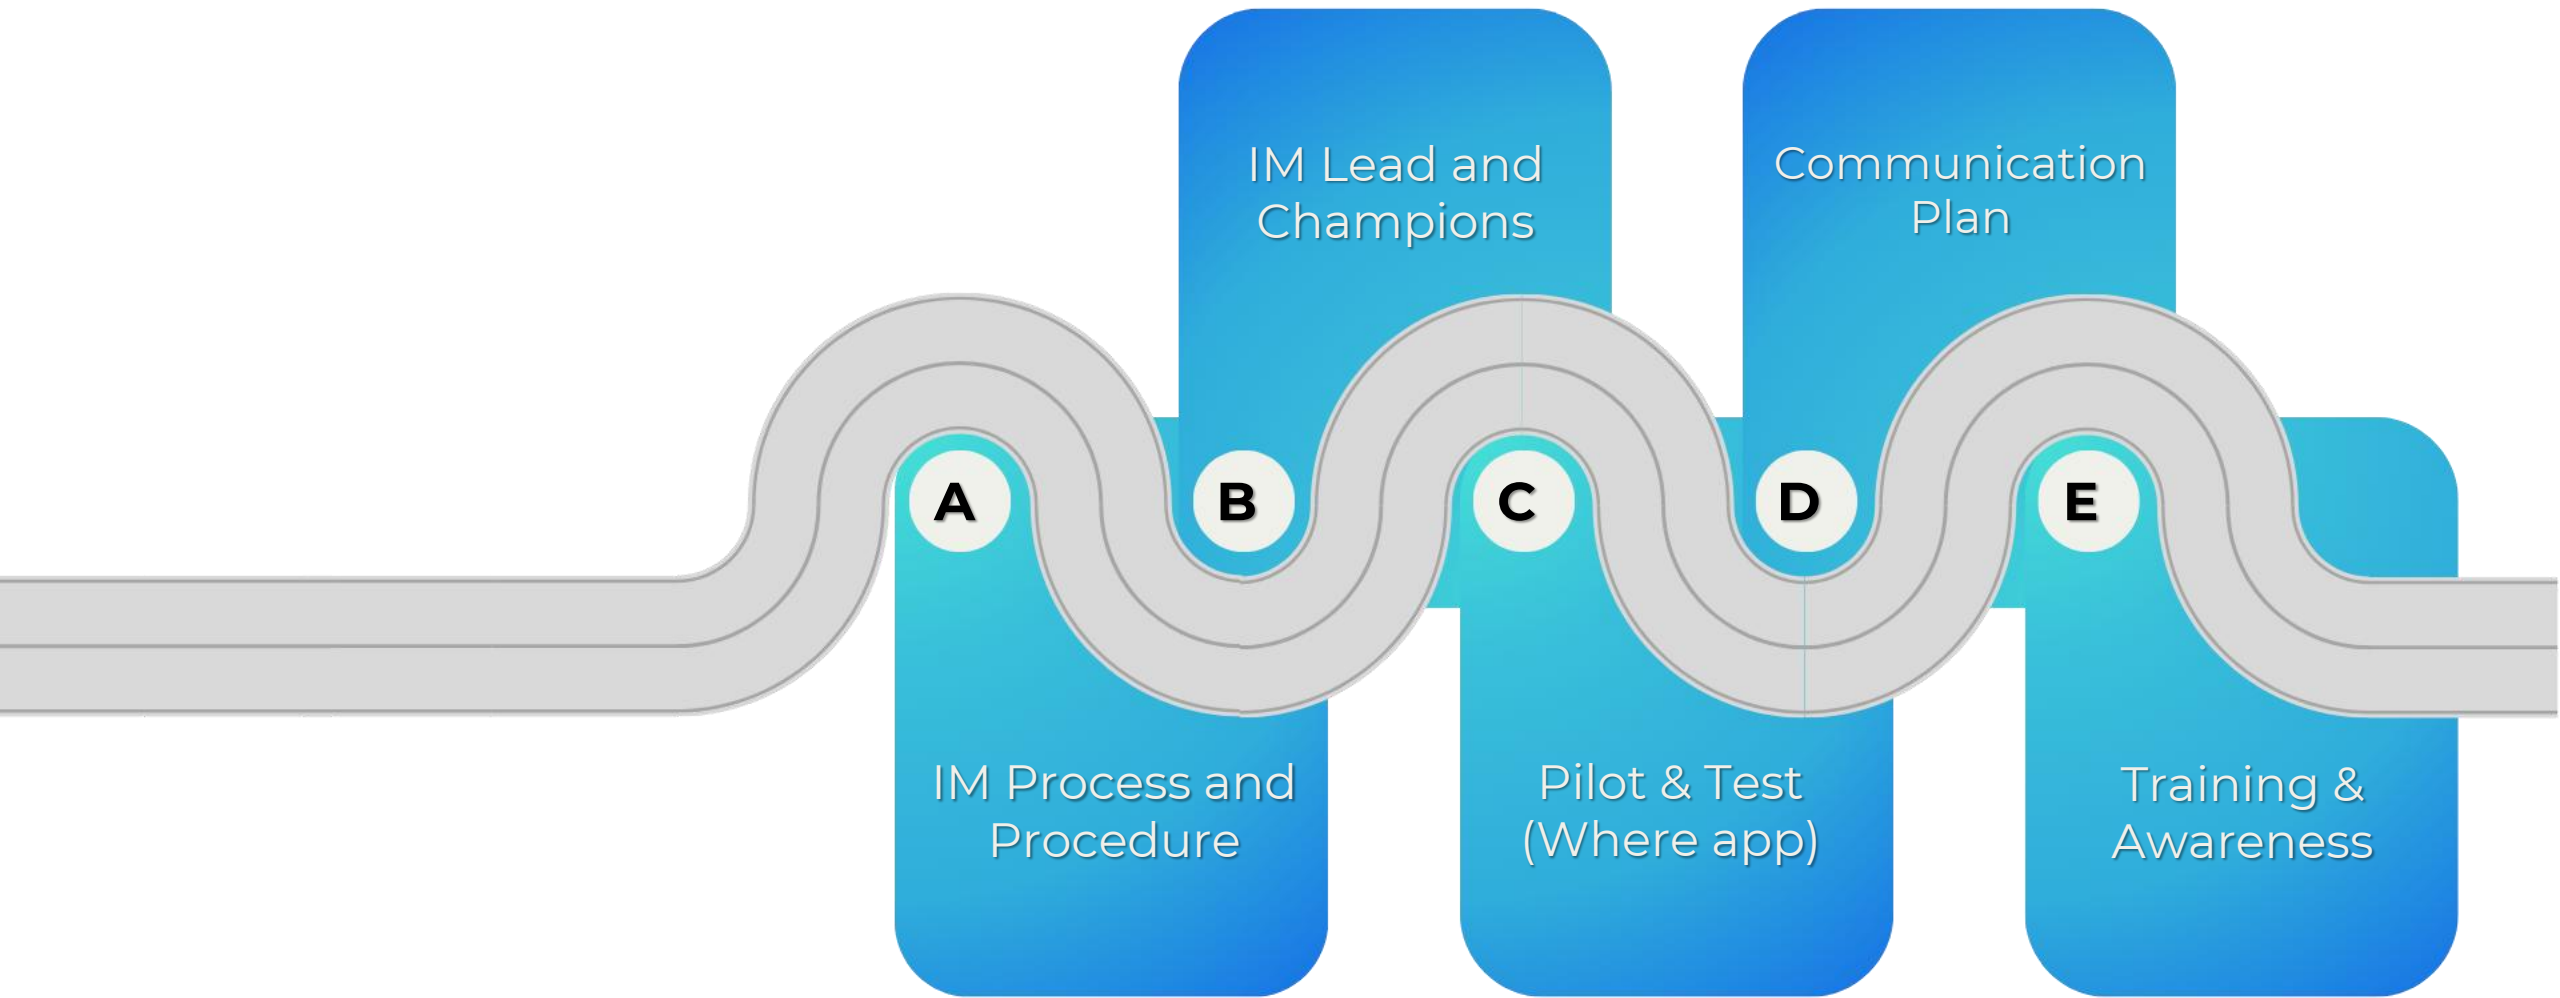 A
IM Process and
Procedure
B
IM Lead and
Champions
C
Pilot & Test
(Where app)
D
Communication
Plan
E
Training &
Awareness